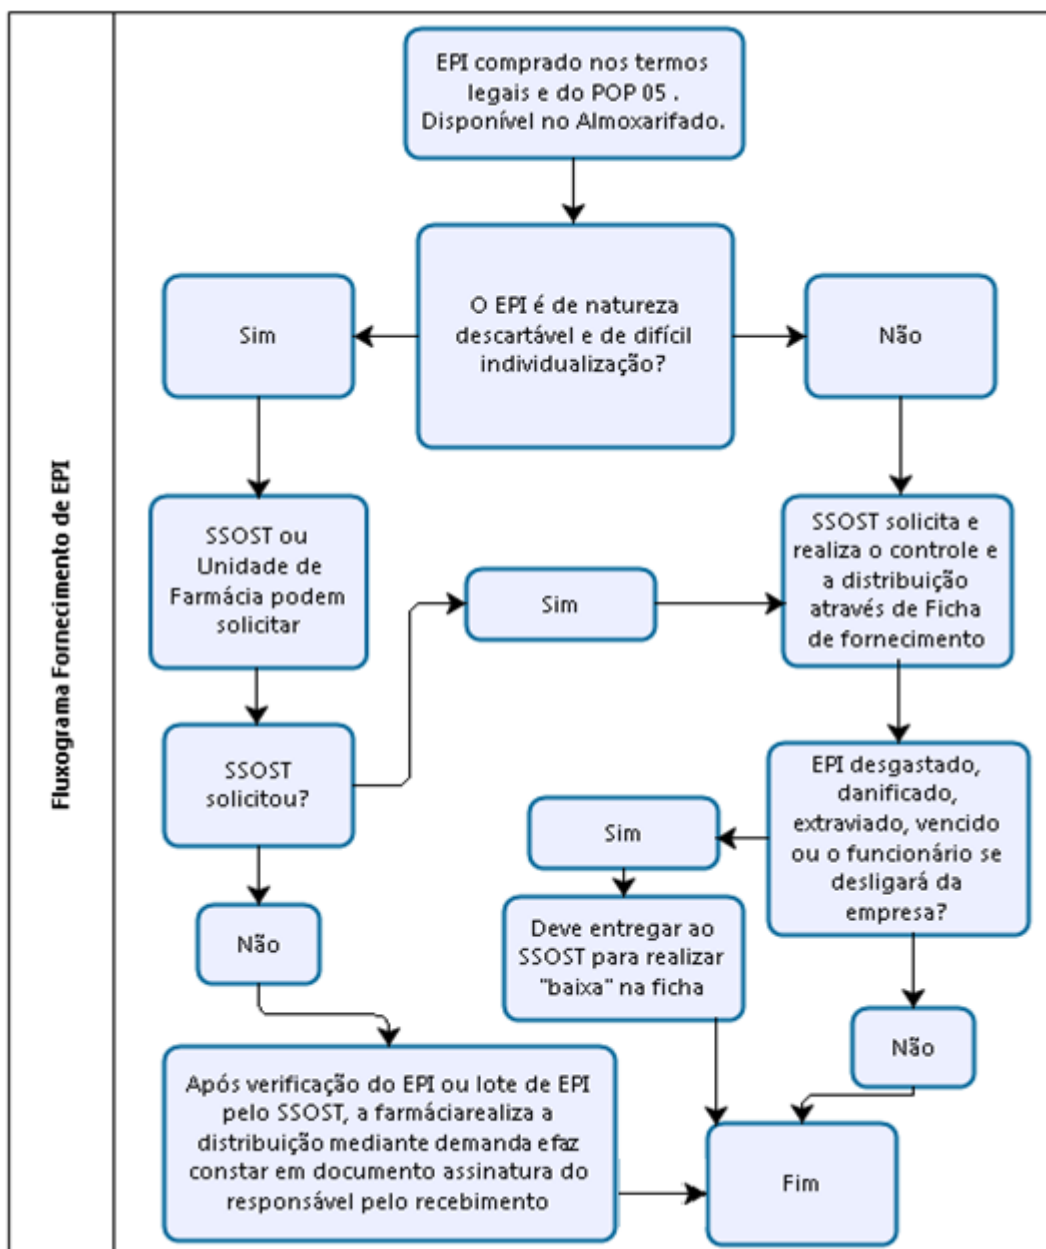 Fluxograma Fornecimento de EPI
EPI comprado nos termos
legais e do POP 05 .
Disponível no Almoxarifado.
O EPI é de natureza
descartável e de difícil
individualização?
Sim
Não
SSOST ou
Unidade de
Farmácia podem
solicitar
Sim
SSOST solicita e
realiza o controle e
a distribuição
através de Ficha
de fornecimento
SSOST
solicitou?
EPI desgastado,
danificado,
extraviado, vencido
ou o funcionário se
desligará da
empresa?
Sim
Não
Deve entregar ao
SSOST para realizar
"baixa" na ficha
Não
Após verificação do EPI ou lote de EPI
pelo SSOST, a farmáciarealiza a
distribuição mediante demanda efaz
constar em documento assinatura do
responsável pelo recebimento
Fim